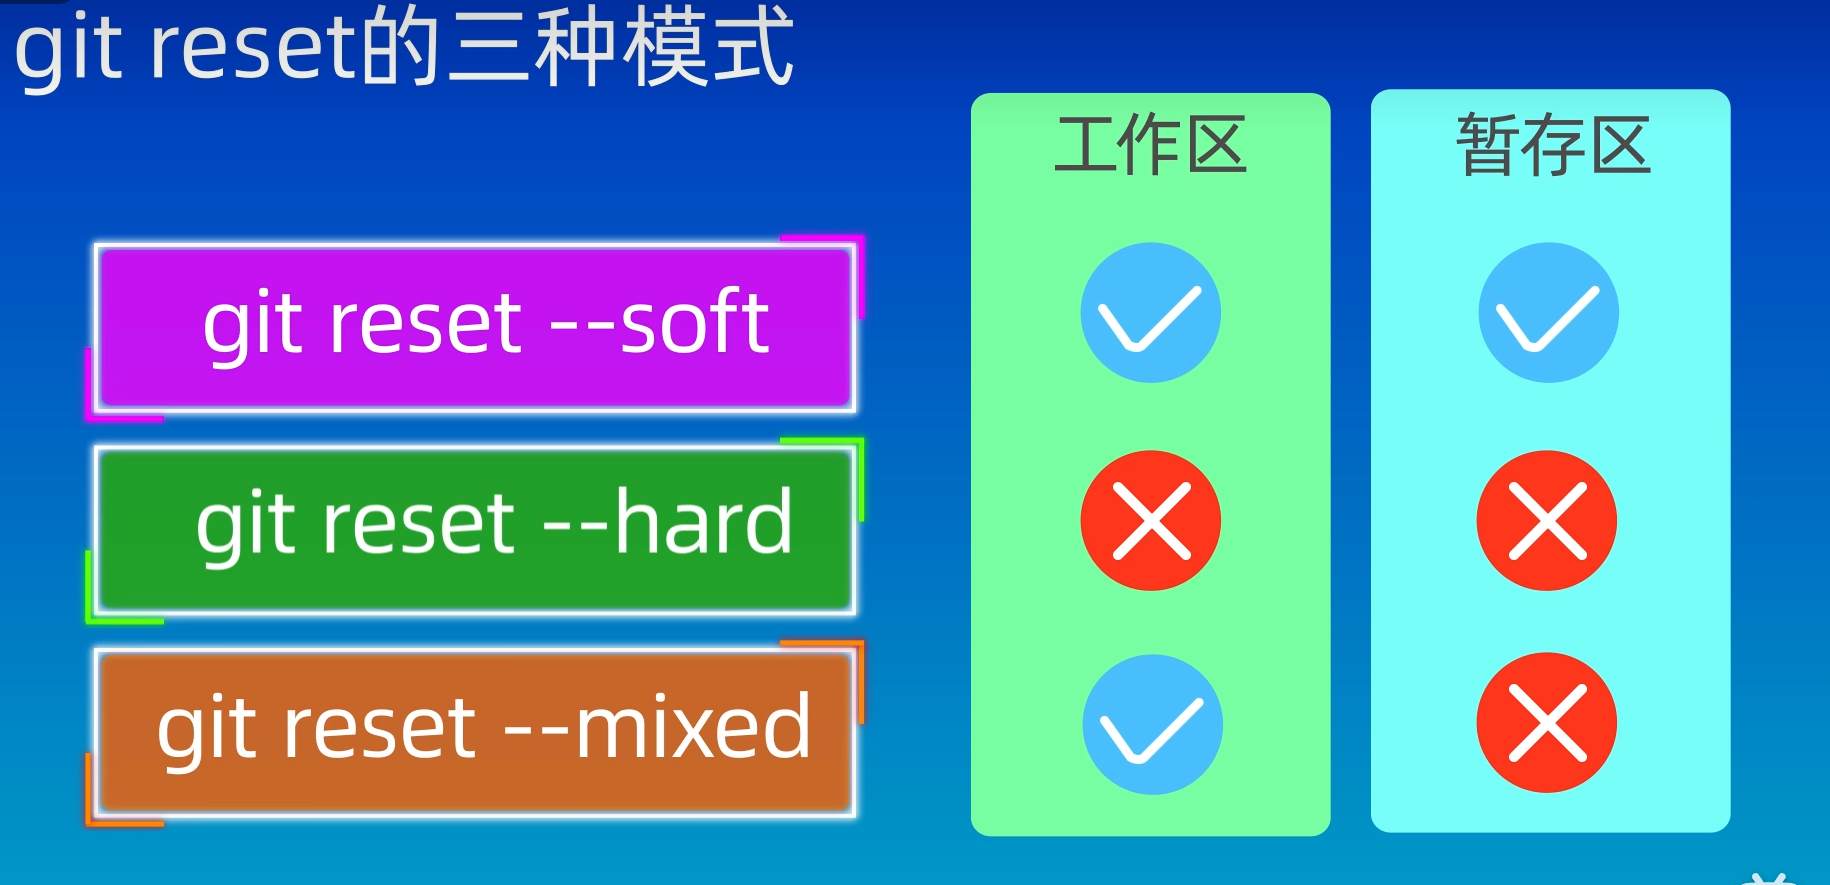 git reset的三种模式
工作区
暂存区
git reset --soft
git reset --hard
git reset --mixed